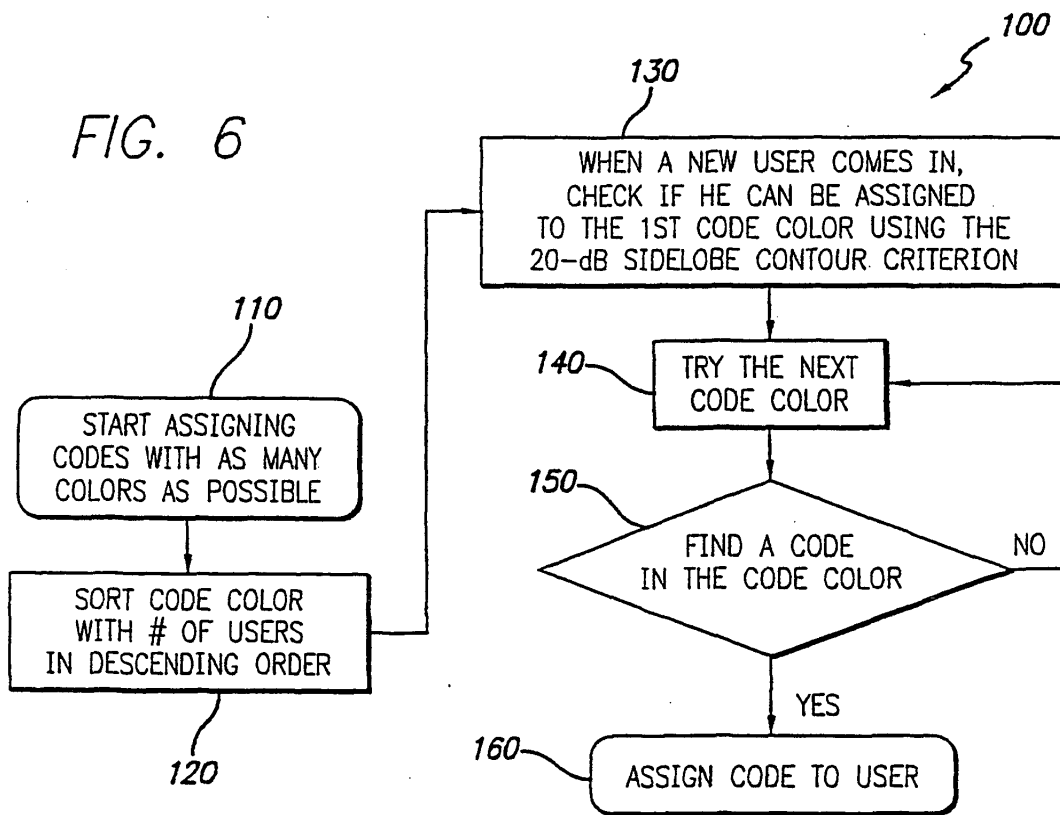 FIG. 6
100
110
START ASSIGNING
CODES WITH AS MANY
COLORS AS POSSIBLE
SORT CODE COLOR
WITH # OF USERS
IN DESCENDING ORDER
120
130
WHEN A NEW USER COMES IN,
CHECK IF HE CAN BE ASSIGNED
TO THE 1ST CODE COLOR USING THE
20-dB SIDELOBE CONTOUR CRITERION
140
TRY THE NEXT
CODE COLOR
150
FIND A CODE
IN THE CODE COLOR
NO
YES
160
ASSIGN CODE TO USER